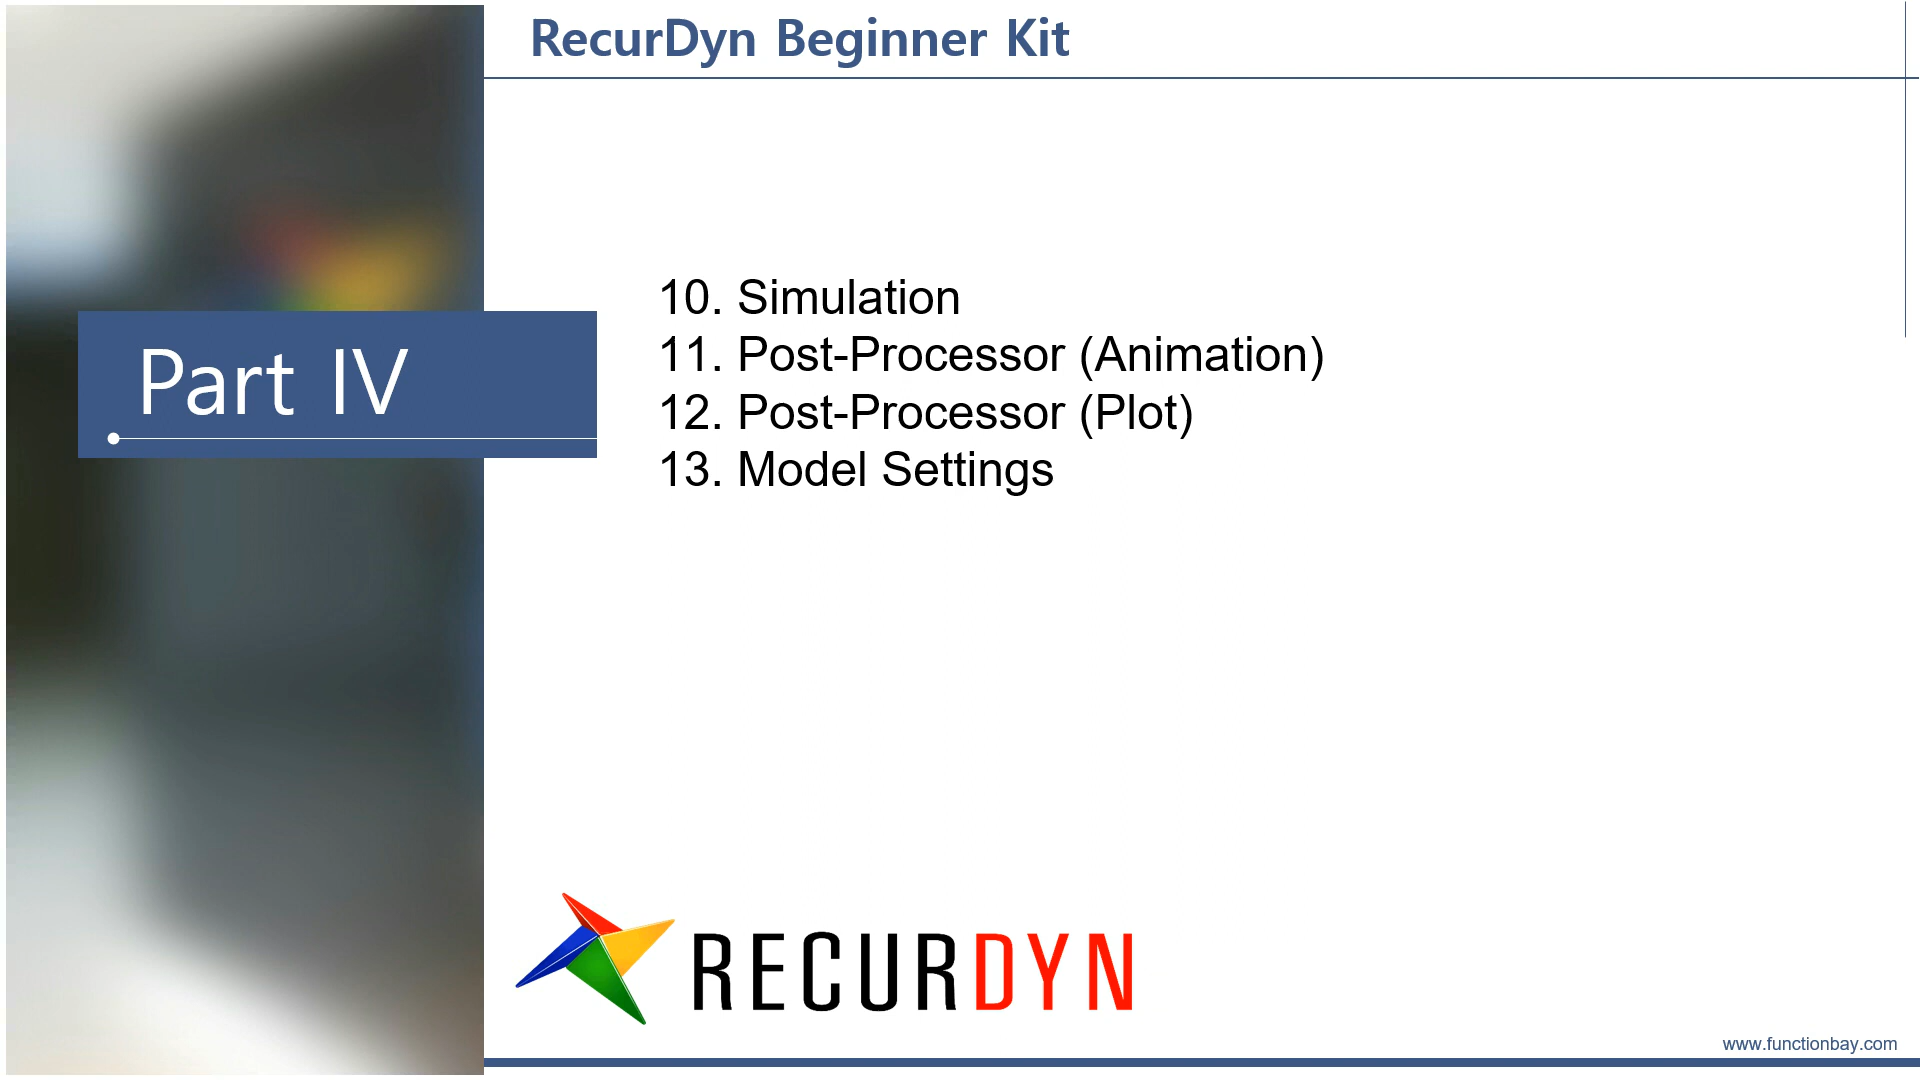 RecurDyn Beginner Kit
Part IV
10. Simulation
11. Post-Processor (Animation)
12. Post-Processor (Plot)
13. Model Settings
RECURDYN
www.functionbay.com